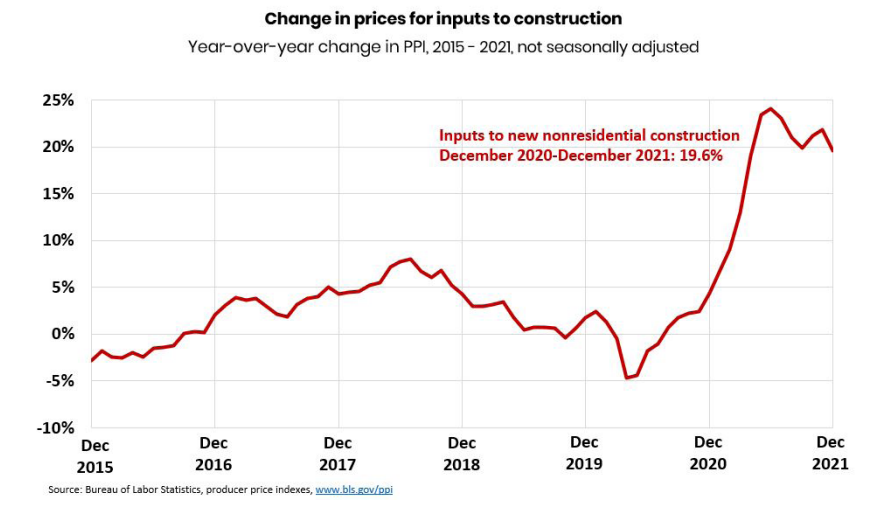 Change in prices for inputs to construction
Year-over-year change in PPI, 2015 - 2021, not seasonally adjusted
25%
Inputs to new nonresidential construction
20%
December 2020-December 2021: 19.6%
15%
10%
5%
0%
-5%
-10%
Dec Dec Dec Dec Dec Dec Dec
2015 2016 2017 2018 2019 2020 2021
Source: Bureau of Labor Statistics, producer price indexes, www.bls.gov/ppi